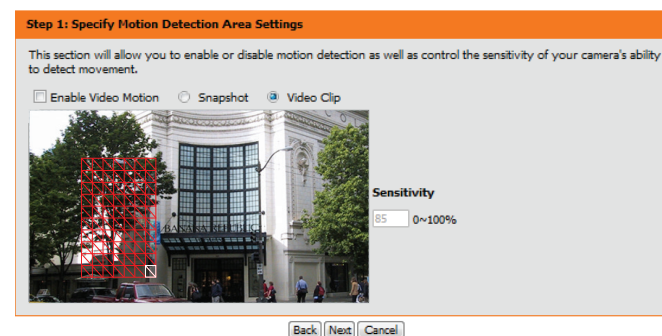 Step 1: Specify Motion Detection Area Settings
This section will allow you to enable or disable motion detection as well as control the sensitivity of your camera's ability
to detect movement.
Enable Video Motion Snapshot Video Clip
BANANA REPUBLIC
Sensitivity
85 0~100%
Back Next Cancel